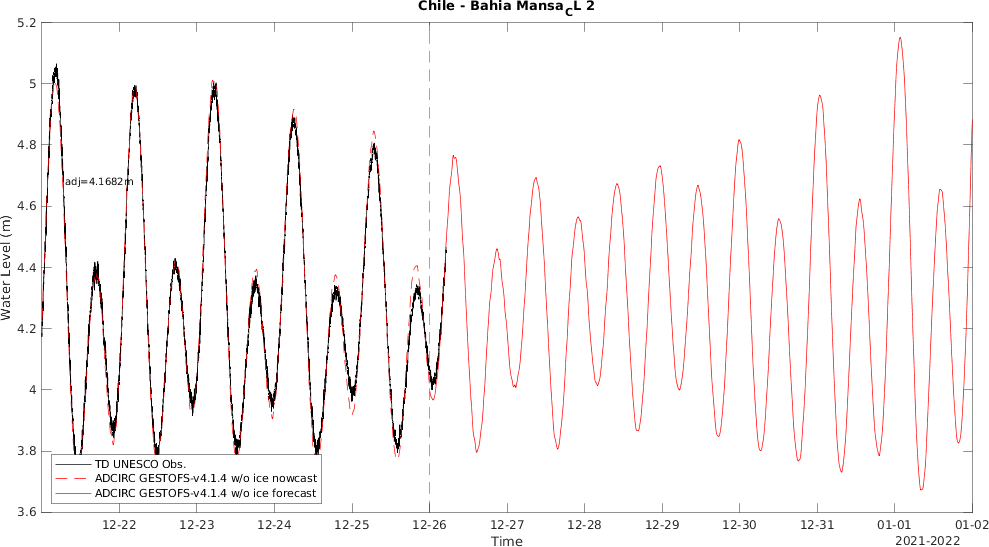 Chile - Bahia Mansa_CL 2
Water Level (m)
5.2
5
4.8
4.6
4.4
4.2
4
3.8
3.6
adj=4.1682m
TD UNESCO Obs.
ADCIRC GESTOFS-v4.1.4 w/o ice nowcast
ADCIRC GESTOFS-v4.1.4 w/o ice forecast
12-22 12-23 12-24 12-25 12-26 12-27 12-28 12-29 12-30 12-31 01-01 01-02
Time
2021-2022